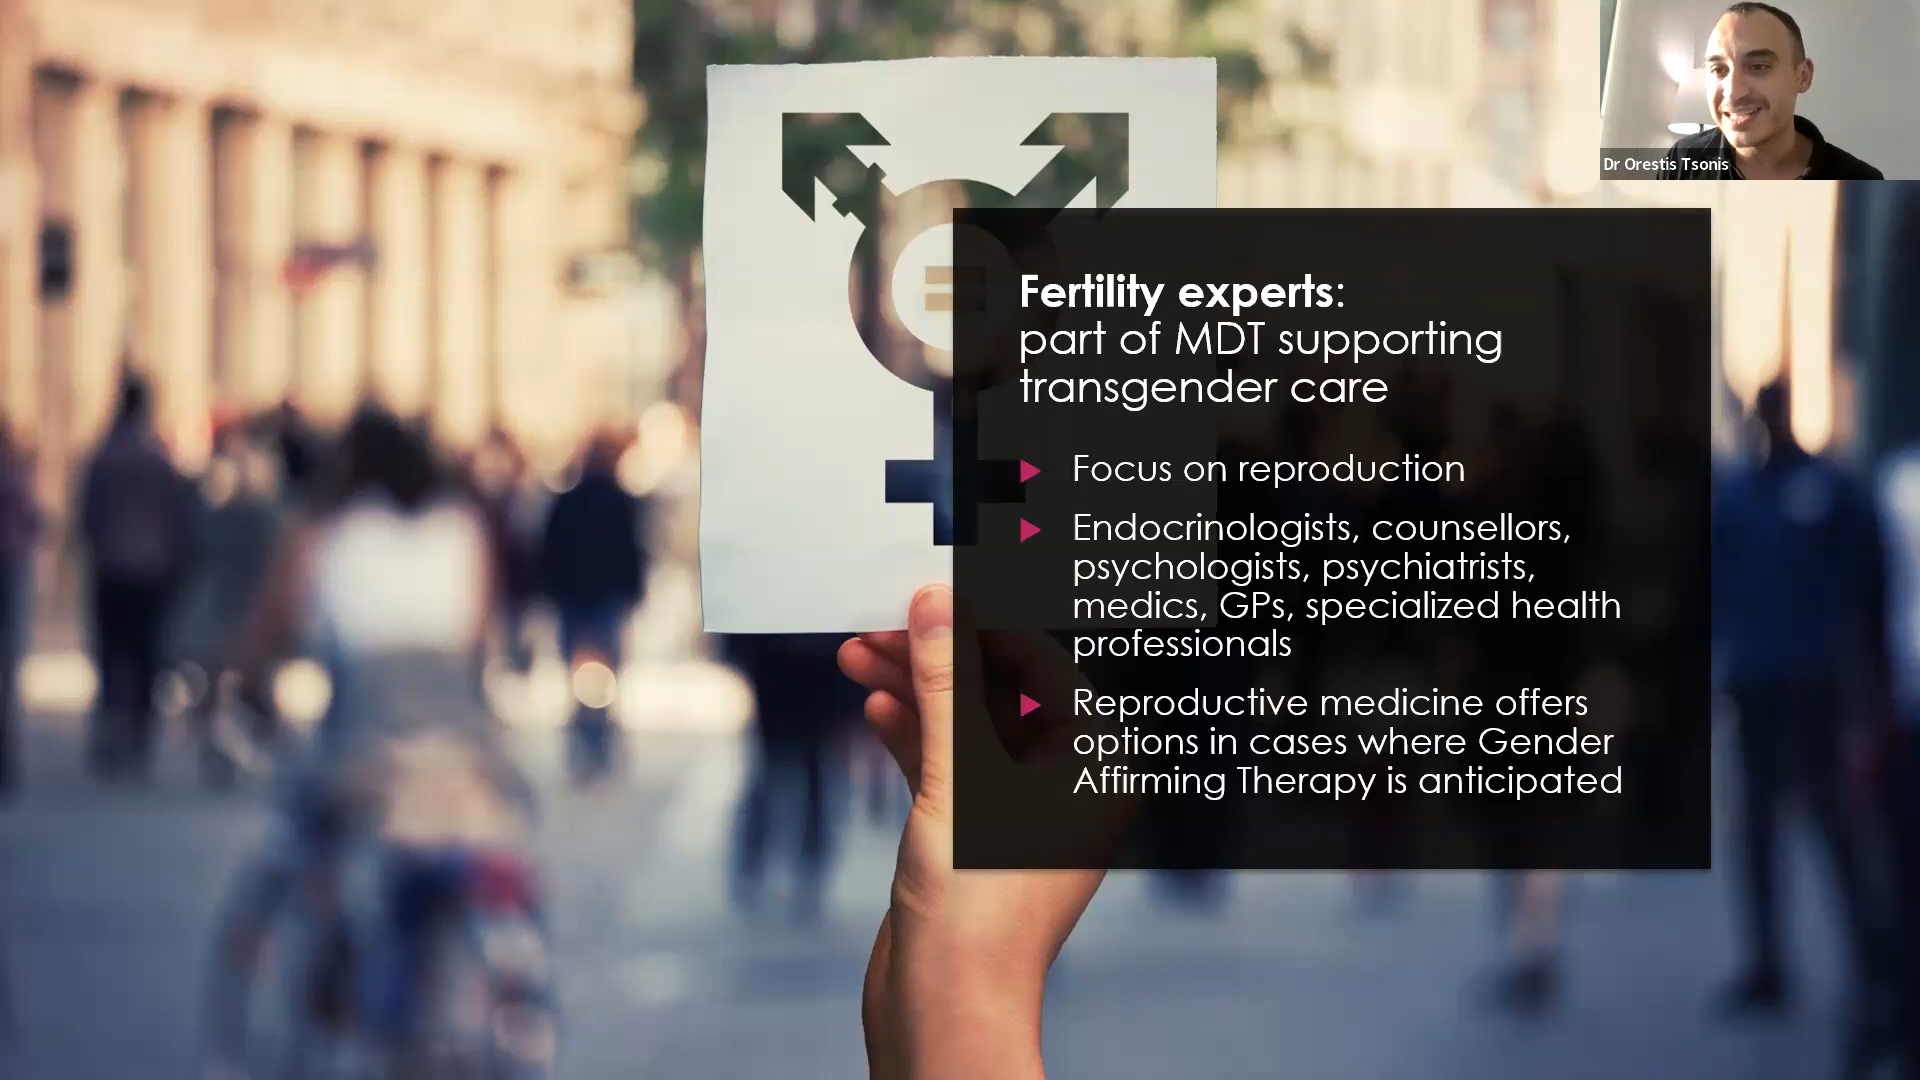 Dr Orestis Tsonis
Fertility experts:
part of MDT supporting
transgender care
Focus on reproduction
Endocrinologists, counsellors,
psychologists, psychiatrists,
medics, GPs, specialized health
professionals
Reproductive medicine offers
options in cases where Gender
Affirming Therapy is anticipated